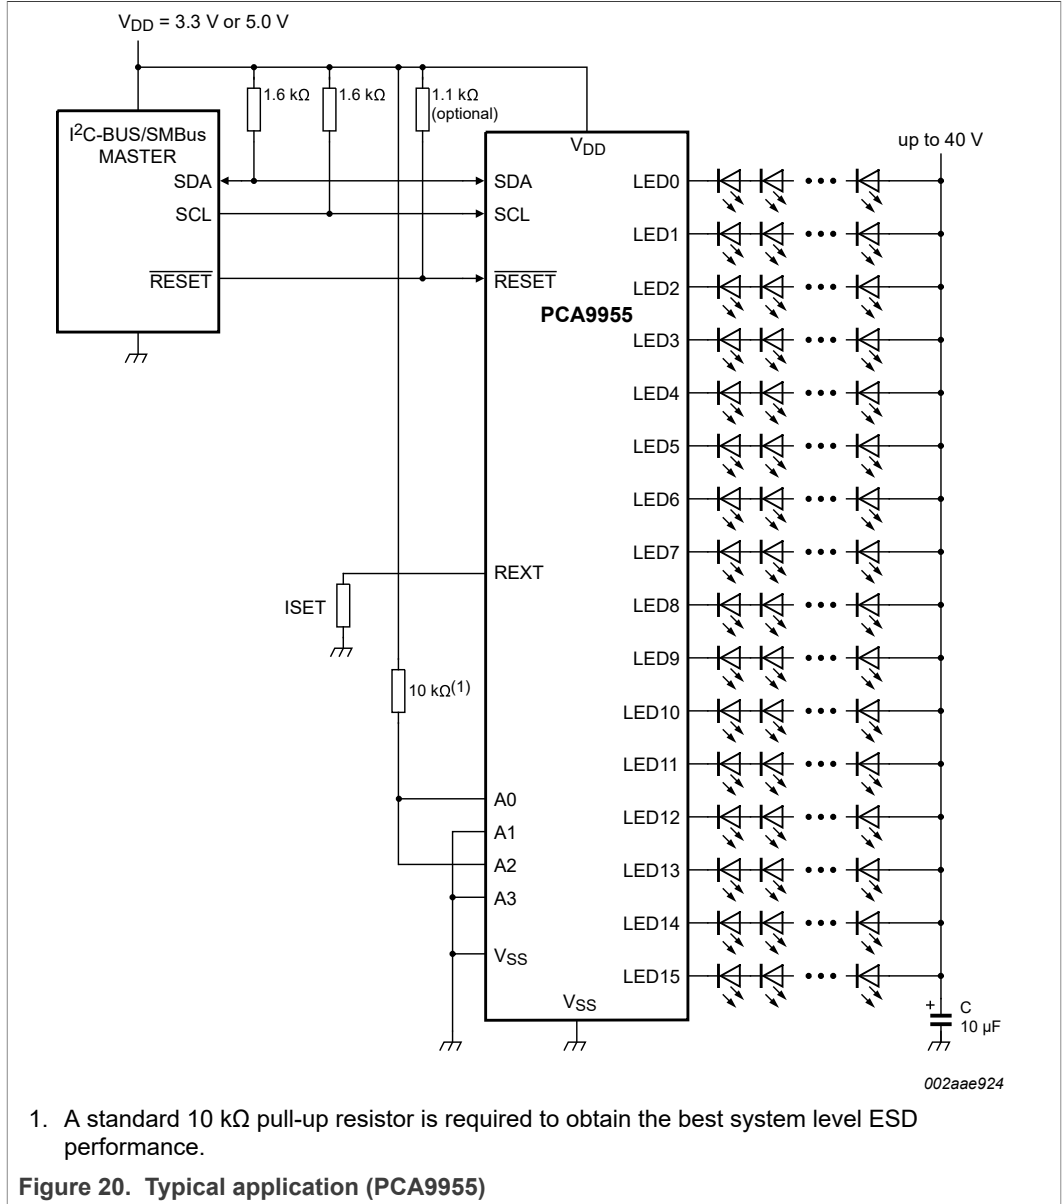 VDD = 3.3 V or 5.0 V
1.6 kΩ
1.6 kΩ
1.1 kΩ
(optional)
I2C-BUS/SMBus
MASTER
SDA
SCL
RESET
VDD
SDA
SCL
RESET
PCA9955
REXT
ISET
10 kΩ(1)
A0
A1
A2
A3
VSS
VSS
up to 40 V
LED0
LED1
LED2
LED3
LED4
LED5
LED6
LED7
LED8
LED9
LED10
LED11
LED12
LED13
LED14
LED15
+
C
10 µF
002aae924
1. A standard 10 kΩ pull-up resistor is required to obtain the best system level ESD
performance.
Figure 20. Typical application (PCA9955)